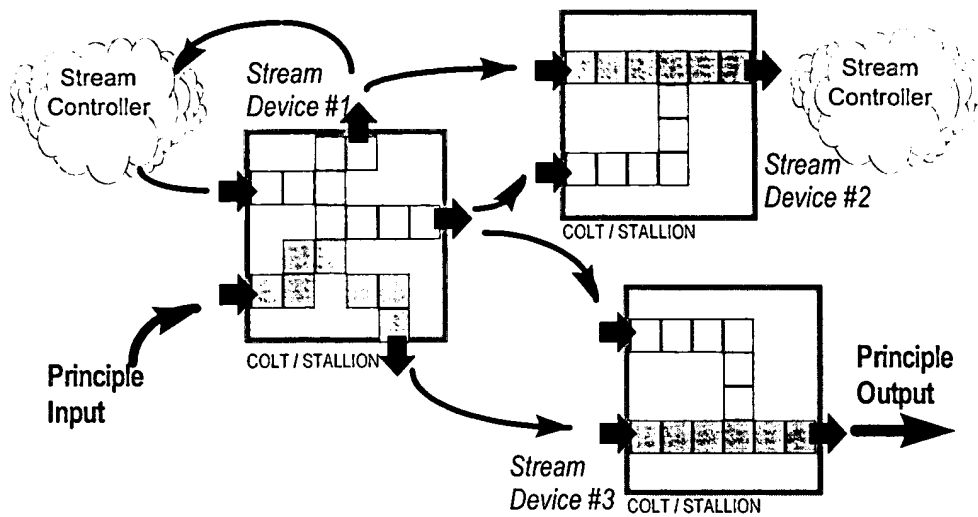 Stream
Controller
Stream
Device #1
Stream
Controller
Stream
Device #2
COLT / STALLION
COLT / STALLION
Principle
Input
Principle
Output
Stream
Device #3
COLT / STALLION